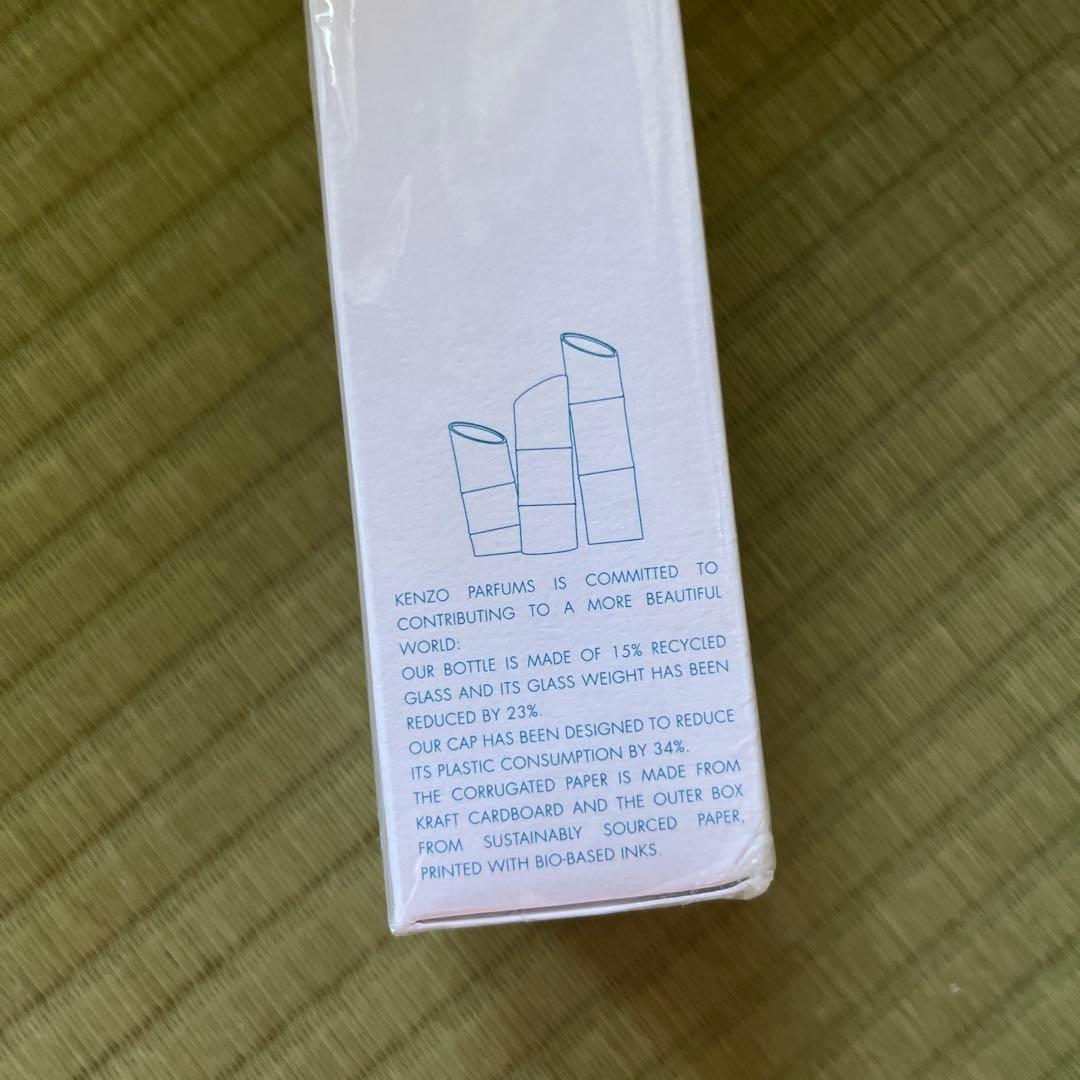 KENZO PARFUMS IS COMMITTED TO
CONTRIBUTING TO A MORE BEAUTIFUL
WORLD:
OUR BOTTLE IS MADE OF 15% RECYCLED
GLASS AND ITS GLASS WEIGHT HAS BEEN
REDUCED BY 23%.
OUR CAP HAS BEEN DESIGNED TO REDUCE
ITS PLASTIC CONSUMPTION BY 34%.
THE CORRUGATED PAPER IS MADE FROM
KRAFT CARDBOARD AND THE OUTER BOX
FROM SUSTAINABLY SOURCED PAPER,
PRINTED WITH BIO-BASED INKS.